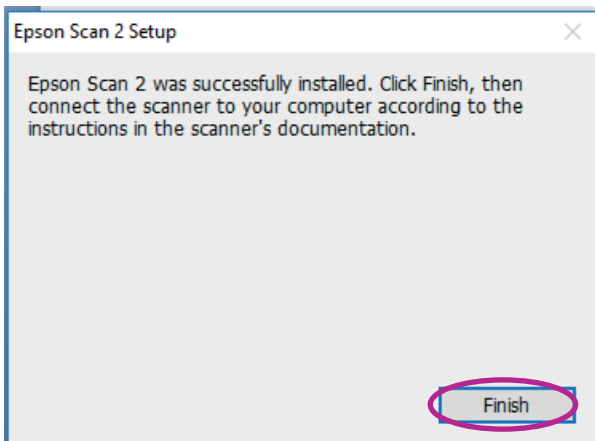 Epson Scan 2 Setup
Epson Scan 2 was successfully installed. Click Finish, then
connect the scanner to your computer according to the
instructions in the scanner's documentation.
Finish